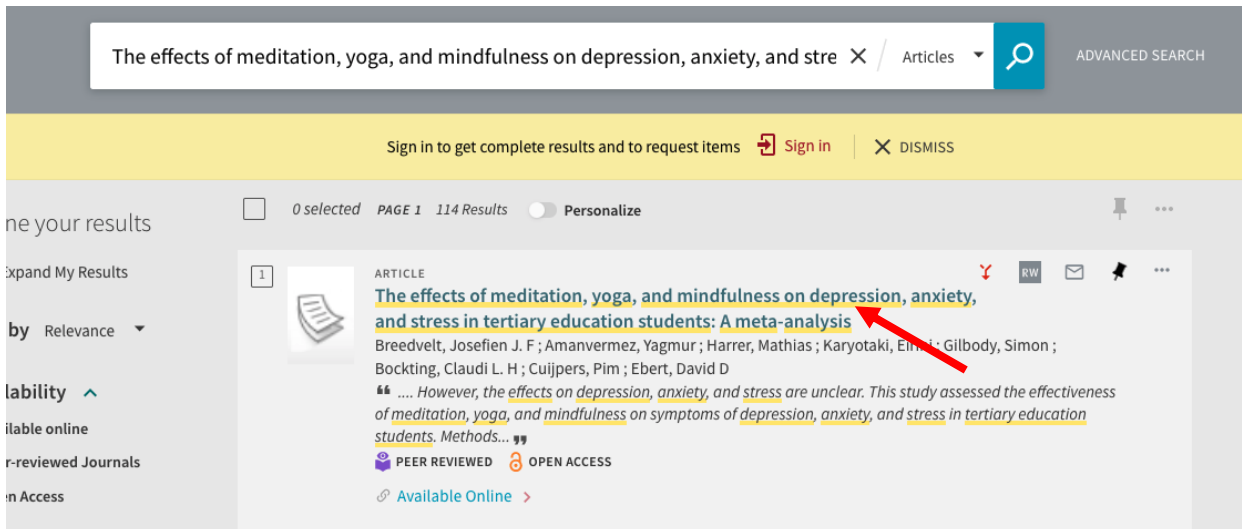 The effects of meditation, yoga, and mindfulness on depression, anxiety, and stre
Articles
ADVANCED SEARCH
Sign in to get complete results and to request items Sign in
DISMISS
ne your results
0 selected PAGE 1 114 Results Personalize
Expand My Results
by Relevance
lability
ilable online
r-reviewed Journals
n Access
1
ARTICLE
RW
The effects of meditation, yoga, and mindfulness on depression, anxiety,
and stress in tertiary education students: A meta-analysis
Breedvelt, Josefien J. F ; Amanvermez, Yagmur ; Harrer, Mathias ; Karyotaki, ; Gilbody, Simon ;
Bockting, Claudi L. H ; Cuijpers, Pim ; Ebert, David D
“ .... However, the effects on depression, anxiety, and stress are unclear. This study assessed the effectiveness
of meditation, yoga, and mindfulness on symptoms of depression, anxiety, and stress in tertiary education
students. Methods... ”
PEER REVIEWED OPEN ACCESS
Available Online